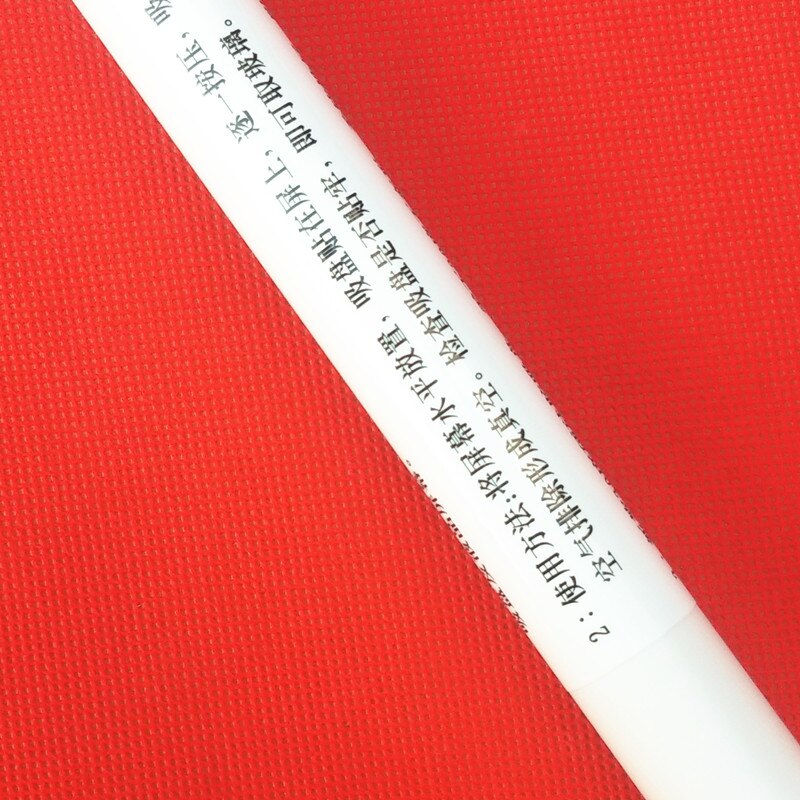 2：使用方法:将屏幕水平放置，吸盘贴在屏上，逐一按压，吸
空气排除形成真空。检查吸盘是否贴牢，即可取玻璃。